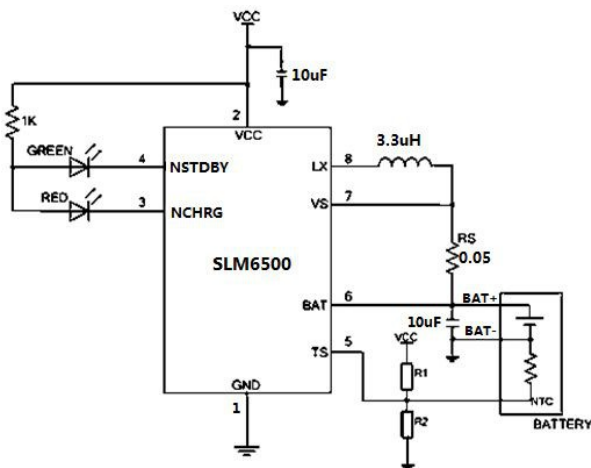 VCC
10uF
1K
2
VCC
3.3uH
GREEN
4
NSTDBY
LX
8
RED
3
NCHRG
VS
7
RS
0.05
SLM6500
BAT
6
BAT+
10uF
BAT-
TS
5
VCC
R1
GND
1
R2
NTC
BATTERY